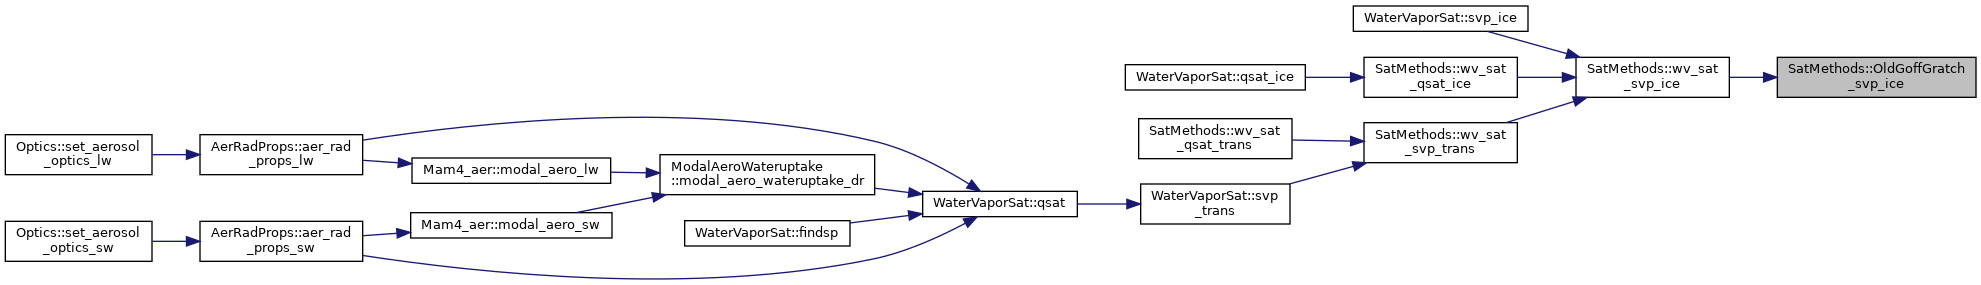 WaterVaporSat::svp_ice
SatMethods::OldGoffGratch
_svp_ice
SatMethods::wv_sat
_svp_ice
SatMethods::wv_sat
_qsat_ice
WaterVaporSat::qsat_ice
SatMethods::wv_sat
_svp_trans
SatMethods::wv_sat
_qsat_trans
WaterVaporSat::svp
_trans
WaterVaporSat::qsat
ModalAeroWateruptake
::modal_aero_wateruptake_dr
WaterVaporSat::findsp
Mam4_aer::modal_aero_lw
Mam4_aer::modal_aero_sw
AerRadProps::aer_rad
_props_lw
AerRadProps::aer_rad
_props_sw
Optics::set_aerosol
_optics_lw
Optics::set_aerosol
_optics_sw